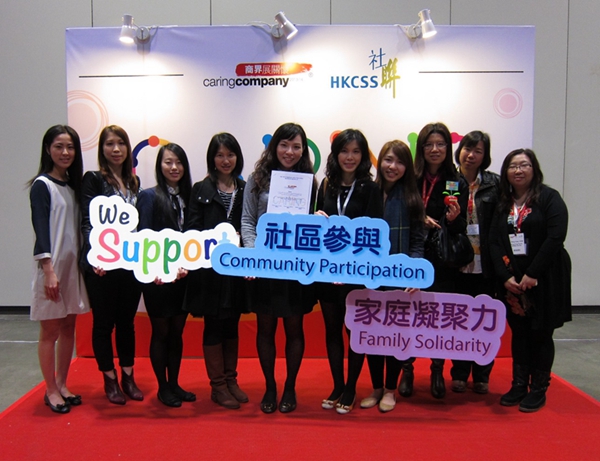 商界展關懷
caringcompany
HKCSS
社
聯
We
Support
社區參與
Community Participation
家庭凝聚力
Family Solidarity